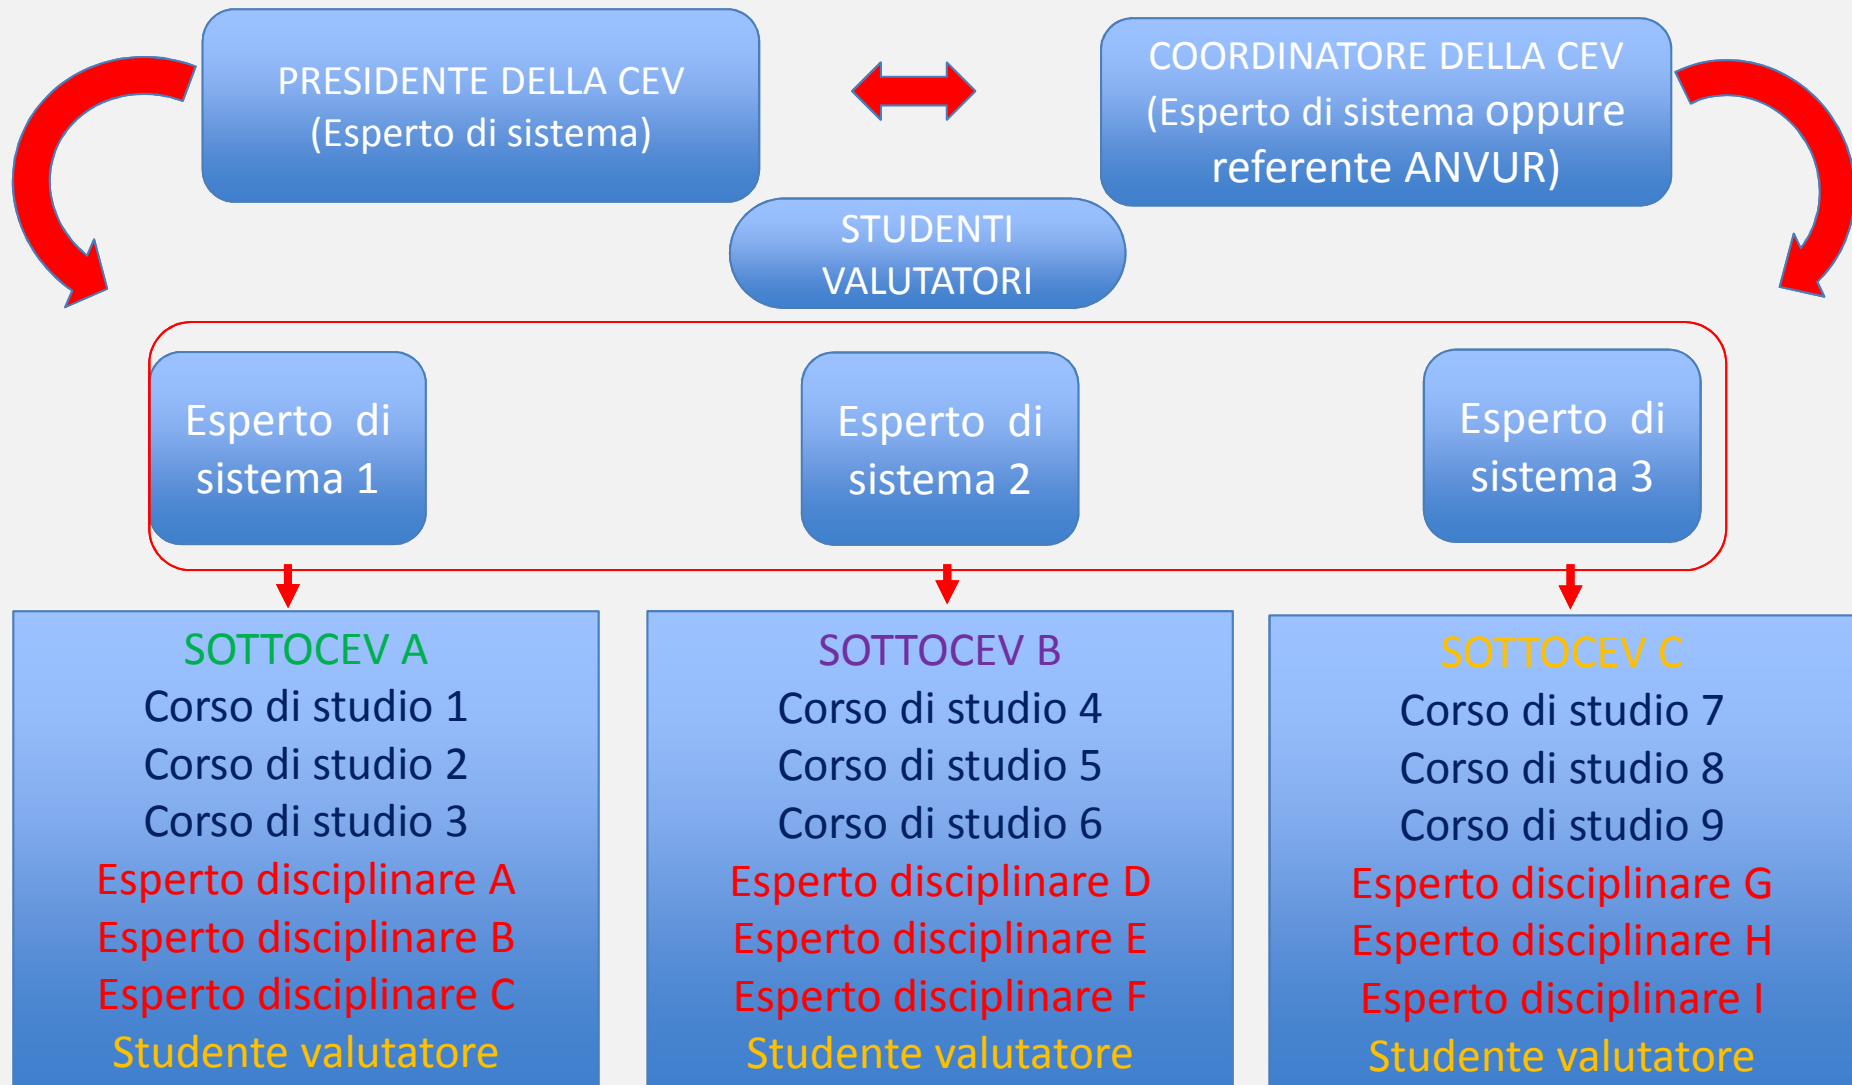 PRESIDENTE DELLA CEV
(Esperto di sistema)
COORDINATORE DELLA CEV
(Esperto di sistema oppure
referente ANVUR)
STUDENTI
VALUTATORI
Esperto di
sistema 1
Esperto di
sistema 2
Esperto di
sistema 3
SOTTOCEV A
Corso di studio 1
Corso di studio 2
Corso di studio 3
Esperto disciplinare A
Esperto disciplinare B
Esperto disciplinare C
Studente valutatore
SOTTOCEV B
Corso di studio 4
Corso di studio 5
Corso di studio 6
Esperto disciplinare D
Esperto disciplinare E
Esperto disciplinare F
Studente valutatore
SOTTOCEV C
Corso di studio 7
Corso di studio 8
Corso di studio 9
Esperto disciplinare G
Esperto disciplinare H
Esperto disciplinare I
Studente valutatore